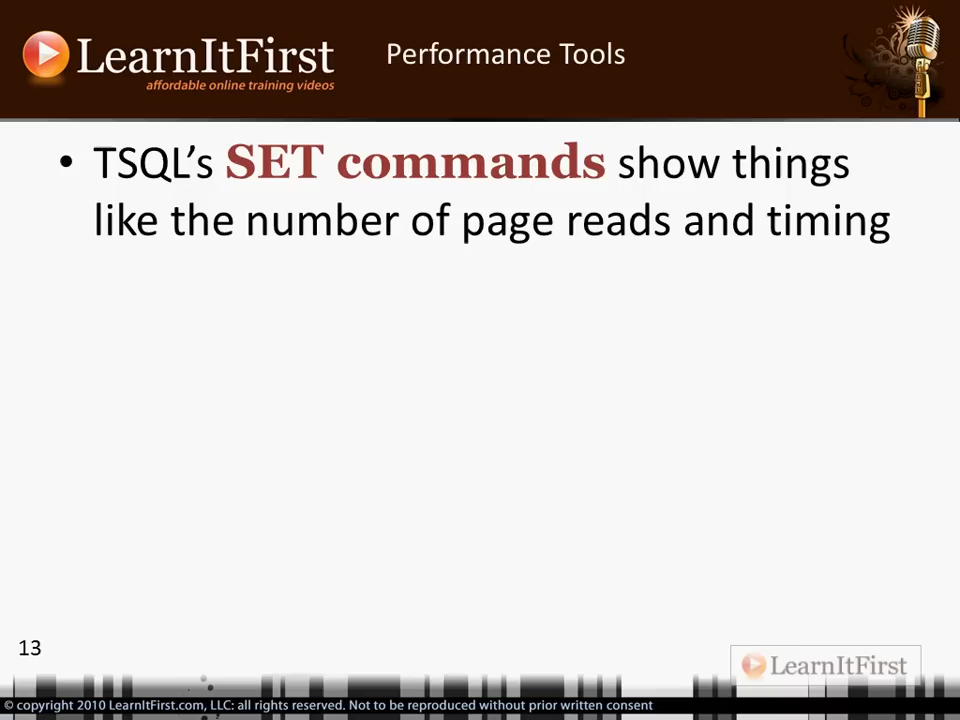 LearnItFirst
affordable online training videos
Performance Tools
• TSQL’s SET commands show things
like the number of page reads and timing
13
LearnItFirst
© copyright 2010 LearnItFirst.com, LLC: all rights reserved. Not to be reproduced without prior written consent